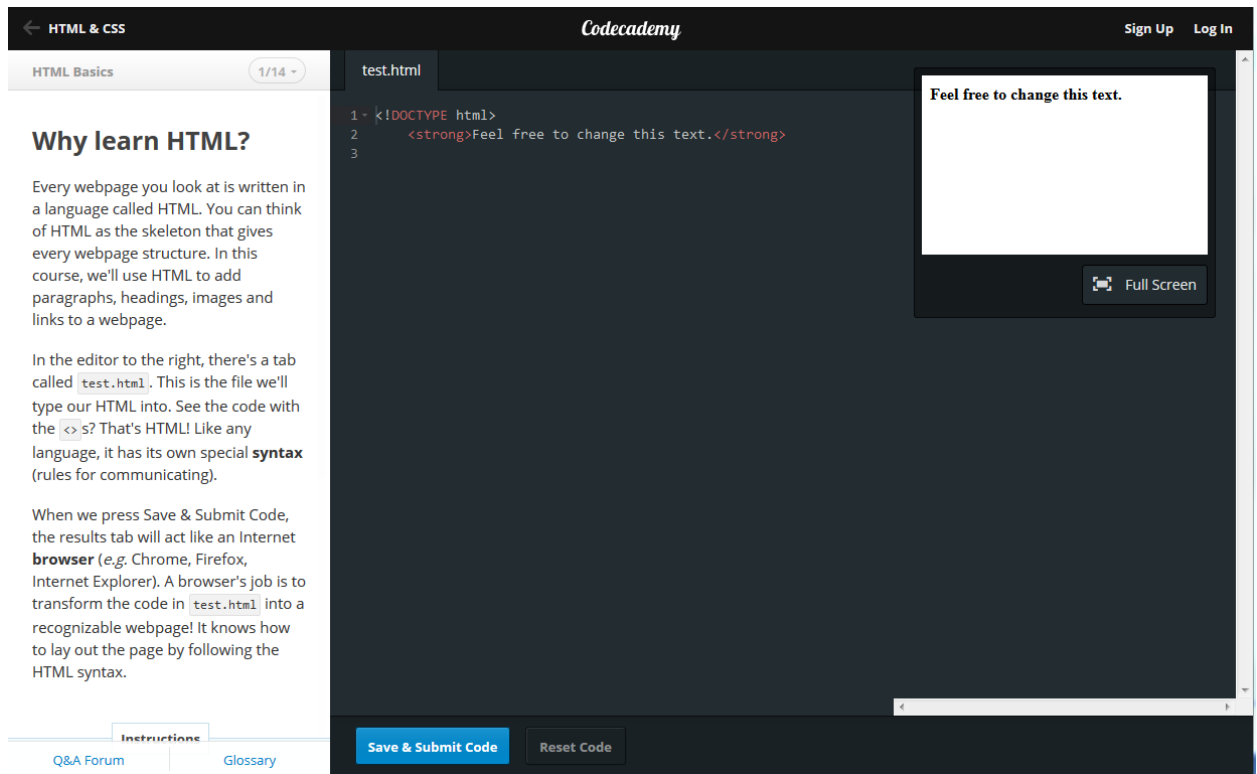 HTML & CSS
Codecademy
Sign Up
Log In
HTML Basics
1/14
test.html
Why learn HTML?
Every webpage you look at is written in
a language called HTML. You can think
of HTML as the skeleton that gives
every webpage structure. In this
course, we'll use HTML to add
paragraphs, headings, images and
links to a webpage.
In the editor to the right, there's a tab
called test.html. This is the file we'll
type our HTML into. See the code with
the <>s? That's HTML! Like any
language, it has its own special syntax
(rules for communicating).
When we press Save & Submit Code,
the results tab will act like an Internet
browser (e.g. Chrome, Firefox,
Internet Explorer). A browser's job is to
transform the code in test.html into a
recognizable webpage! It knows how
to lay out the page by following the
HTML syntax.
Instructions
Q&A Forum
Glossary
1 <!DOCTYPE html>
2 <strong>Feel free to change this text.</strong>
3
Feel free to change this text.
Full Screen
Save & Submit Code
Reset Code